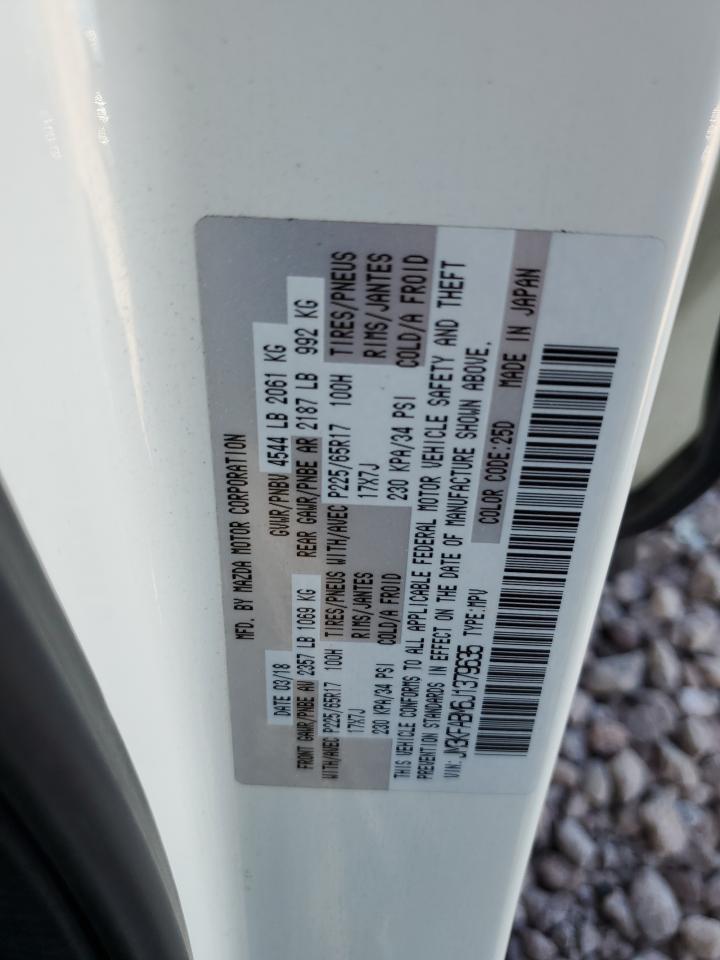 MFD. BY MAZDA MOTOR CORPORATION
DATE 03/18 GVWR/PNBV 4544 LB 2061 KG
FRONT GAWR/PNBE AV 2357 LB 1069 KG REAR GAWR/PNBE AR 2187 LB 992 KG
WITH/AVEC P225/65R17 100H TIRES/PNEUS WITH/AVEC P225/65R17 100H TIRES/PNEUS
17X7J RIMS/JANTES 17X7J RIMS/JANTES
230 KPA/34 PSI COLD/A FROID 230 KPA/34 PSI COLD/A FROID
THIS VEHICLE CONFORMS TO ALL APPLICABLE FEDERAL MOTOR VEHICLE SAFETY AND THEFT
PREVENTION STANDARDS IN EFFECT ON THE DATE OF MANUFACTURE SHOWN ABOVE.
VIN: JM3KFABM6J1379635 TYPE:MPV COLOR CODE:25D MADE IN JAPAN